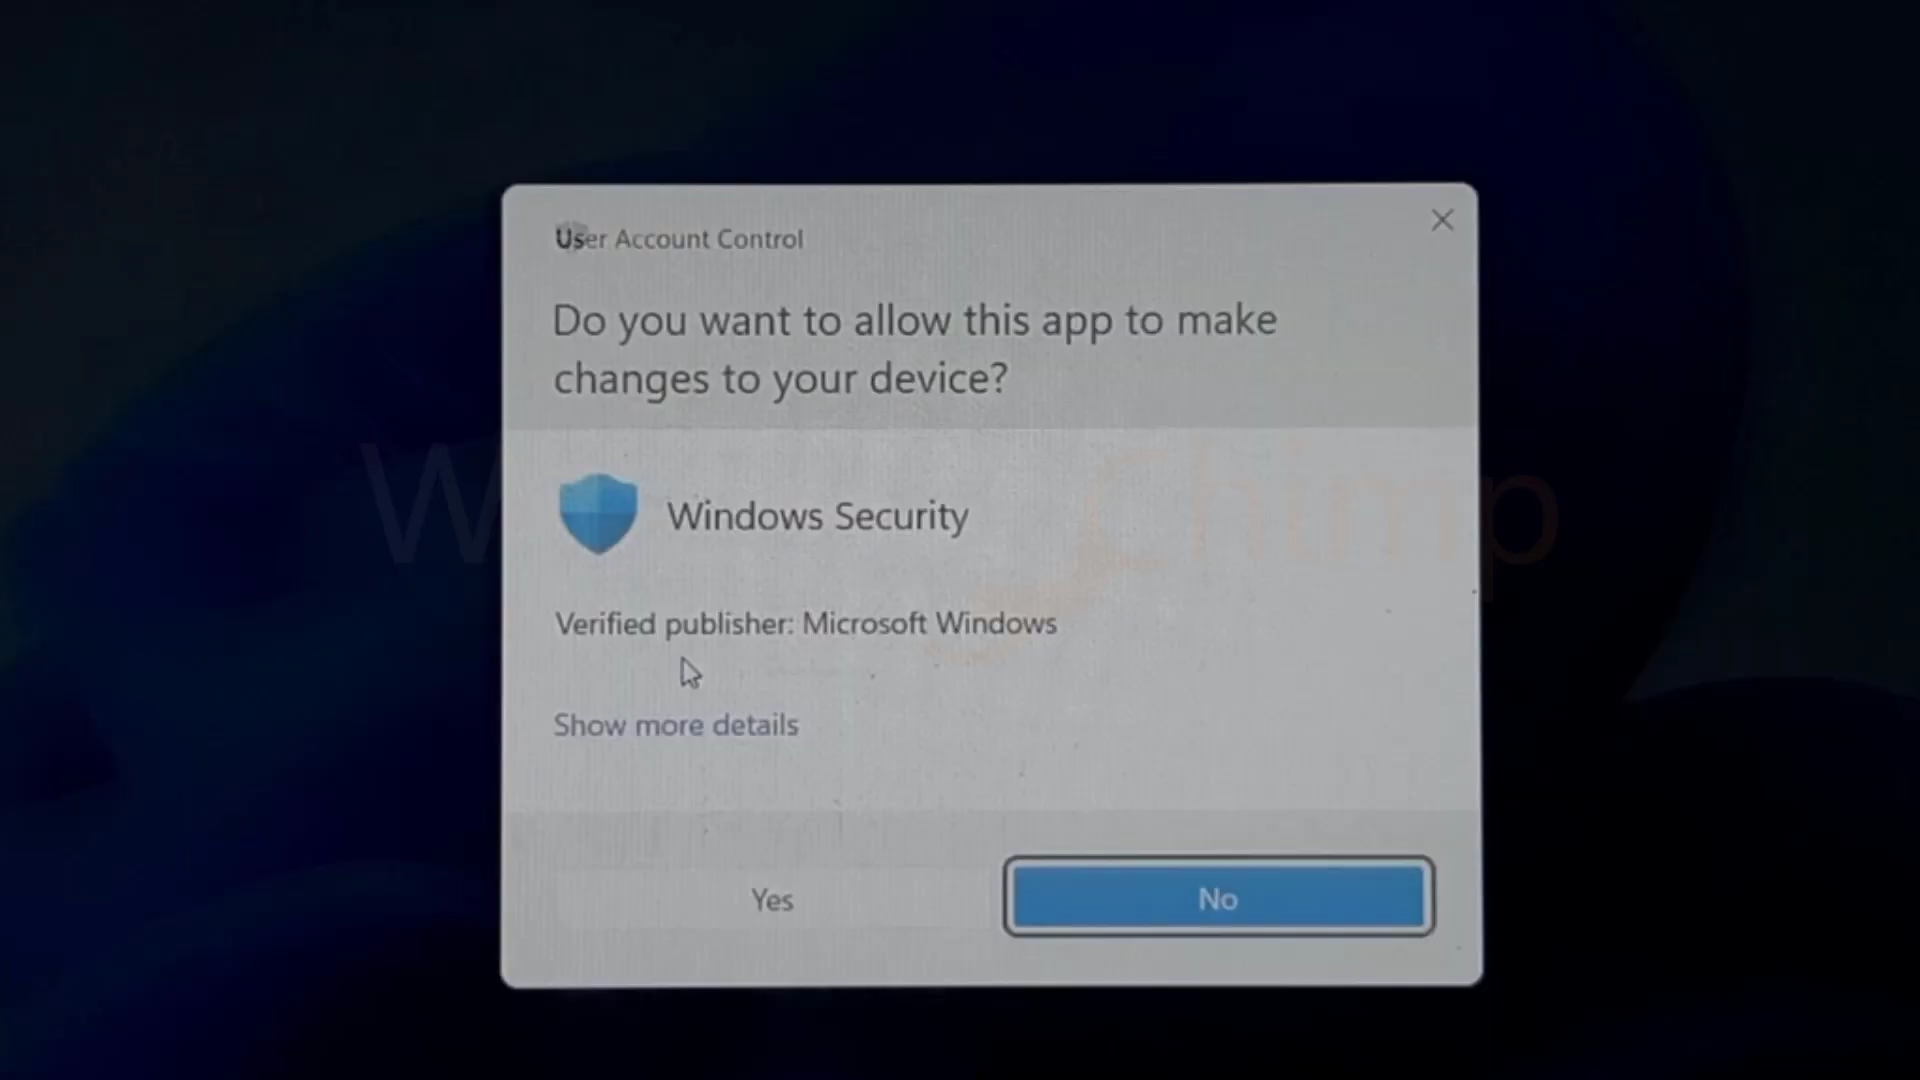 User Account Control
Do you want to allow this app to make
changes to your device?
Windows Security
Verified publisher: Microsoft Windows
Show more details
Yes
No
W Chimp